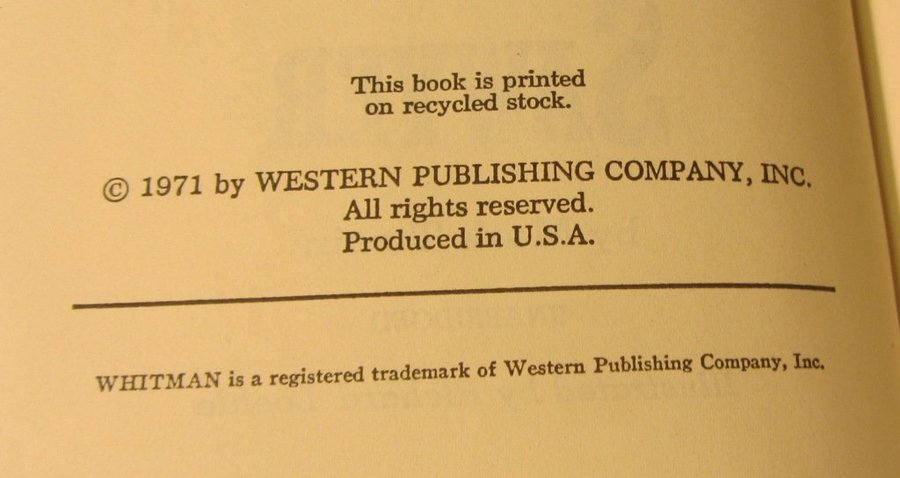 This book is printed
on recycled stock.
© 1971 by WESTERN PUBLISHING COMPANY, INC.
All rights reserved.
Produced in U.S.A.
WHITMAN is a registered trademark of Western Publishing Company, Inc.